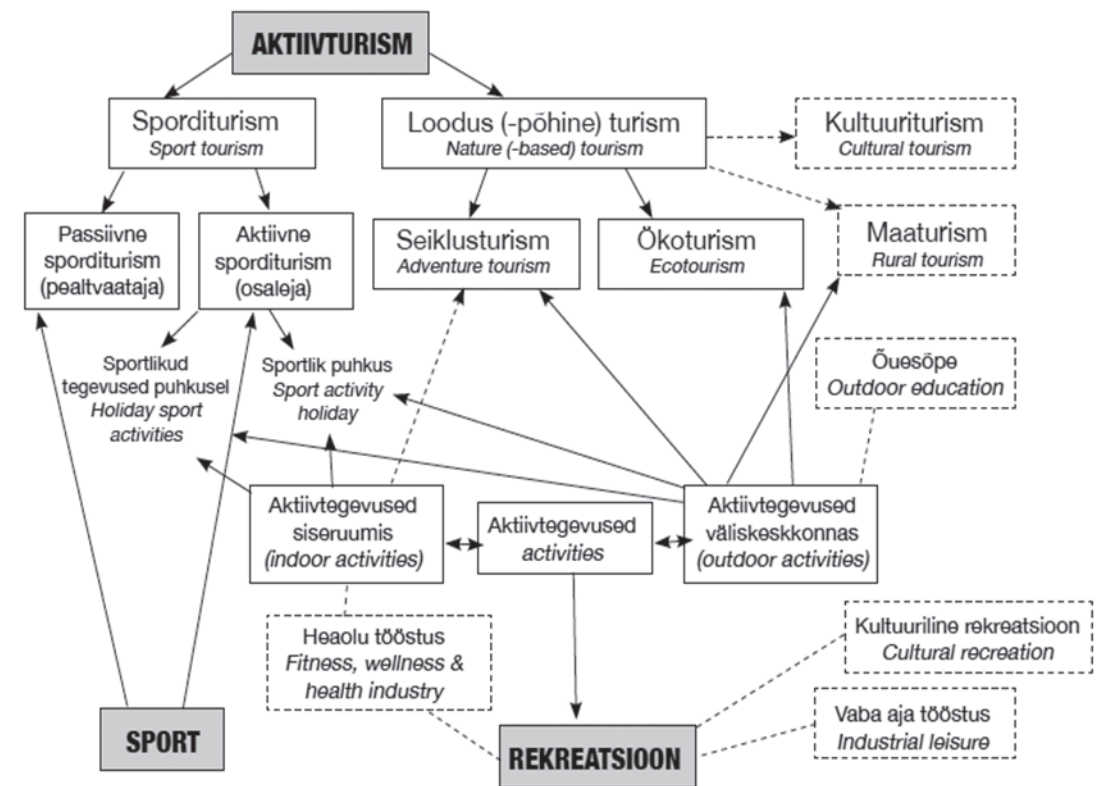 AKTIIVTURISM
Sporditurism
Sport tourism
Loodus (-põhine) turism
Nature (-based) tourism
Kultuuriturism
Cultural tourism
Passiivne
sporditurism
(pealtvaataja)
Aktiivne
sporditurism
(osaleja)
Seiklusturism
Adventure tourism
Ökoturism
Ecotourism
Maaturism
Rural tourism
Sportlikud
tegevused puhkusel
Holiday sport
activities
Sportlik puhkus
Sport activity
holiday
Õuesõpe
Outdoor education
Aktiivtegevused
siseruumis
(indoor activities)
Aktiivtegevused
activities
Aktiivtegevused
väliskeskkonnas
(outdoor activities)
Heaolu tööstus
Fitness, wellness &
health industry
Kultuuriline rekreatsioon
Cultural recreation
Vaba aja tööstus
Industrial leisure
SPORT
REKREATSIOON